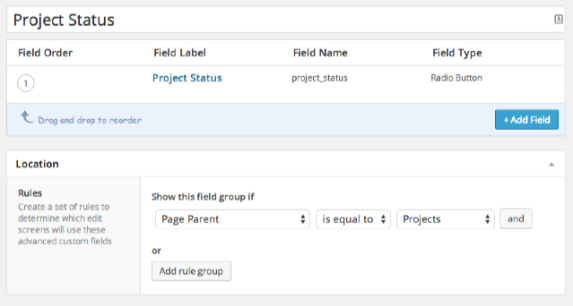 Project Status
Field Order Field Label Field Name Field Type
1 Project Status project_status Radio Button
Drag and drop to reorder + Add Field
Location
Rules
Create a set of rules to
determine which edit
screens will use these
advanced custom fields
Show this field group if
Page Parent is equal to Projects and
or
Add rule group